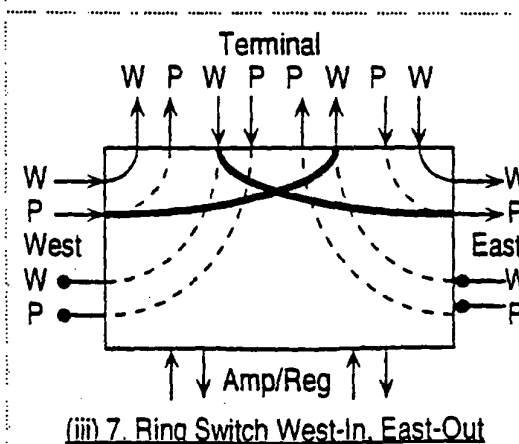 Terminal
W P W P P W P W
W W
P P
West East
W W
P P
Amp/Reg
(iii) 7. Ring Switch West-In, East-Out